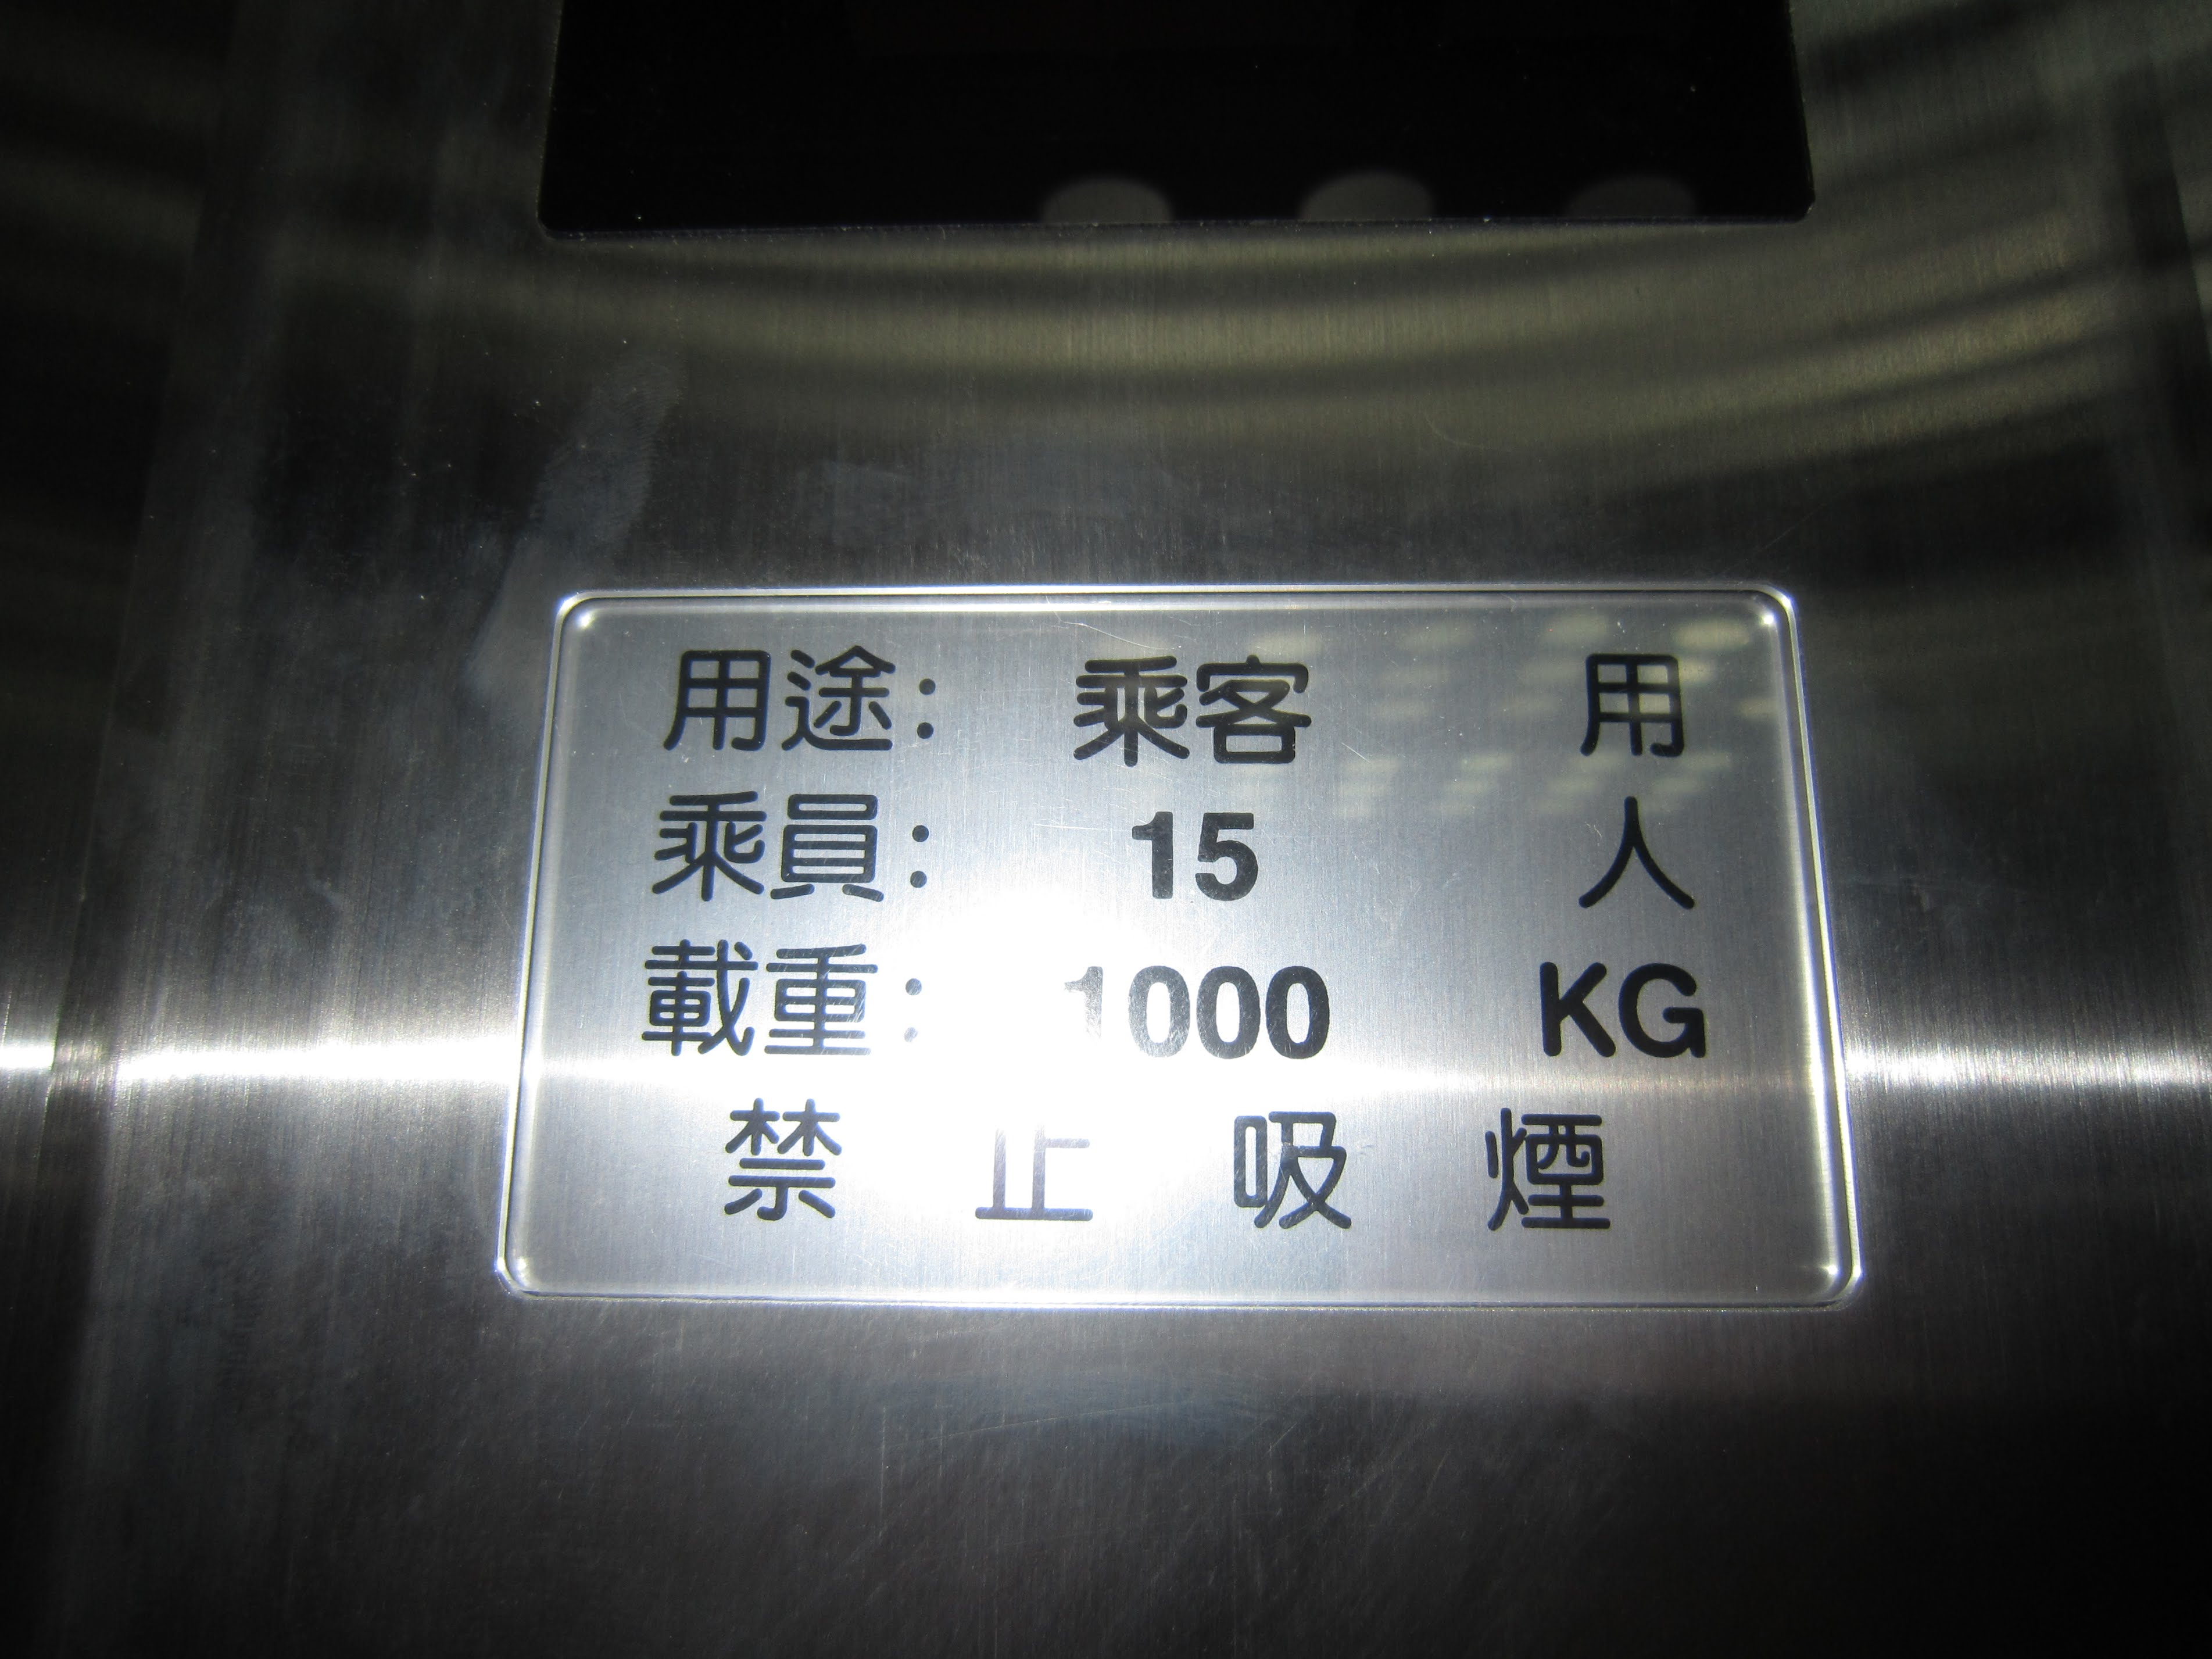 用途: 乘客 用
乘員: 15 人
載重: 1000 KG
禁止吸煙